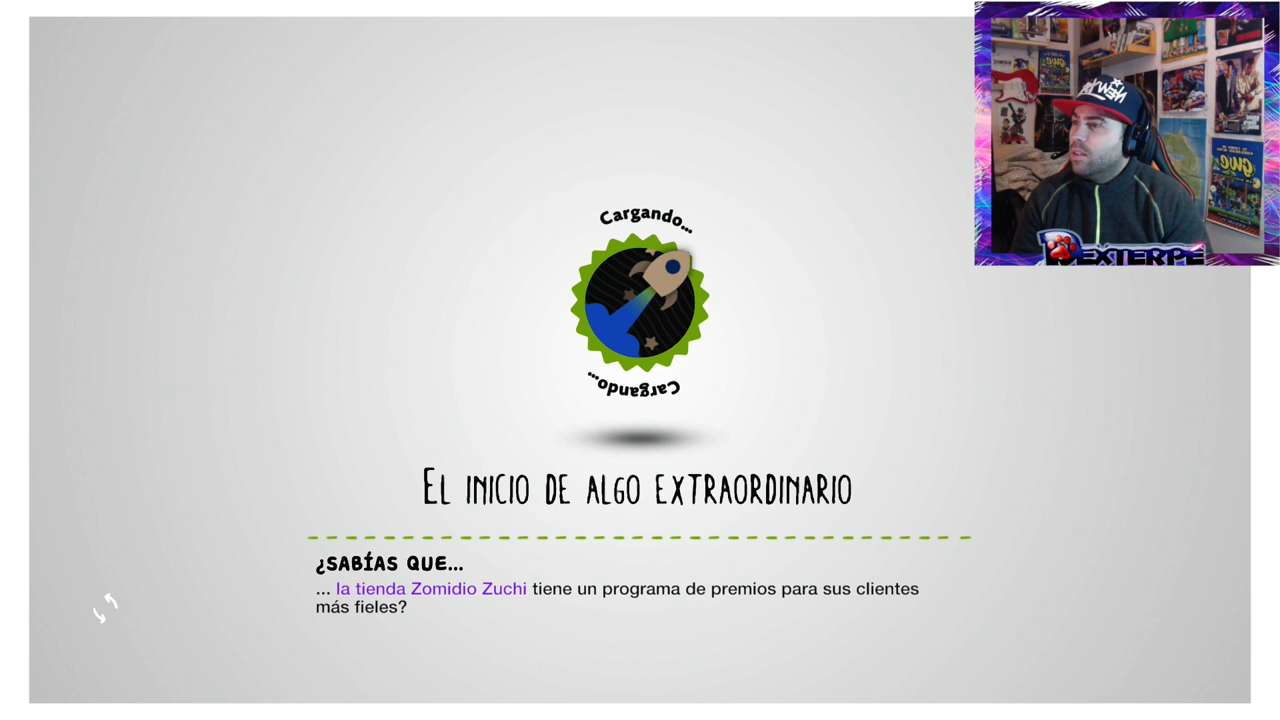 Cargando...
Cargando...
El inicio de algo extraordinario
¿SABÍAS QUE...
... la tienda Zomidio Zuchi tiene un programa de premios para sus clientes
más fieles?
DEXTERPE